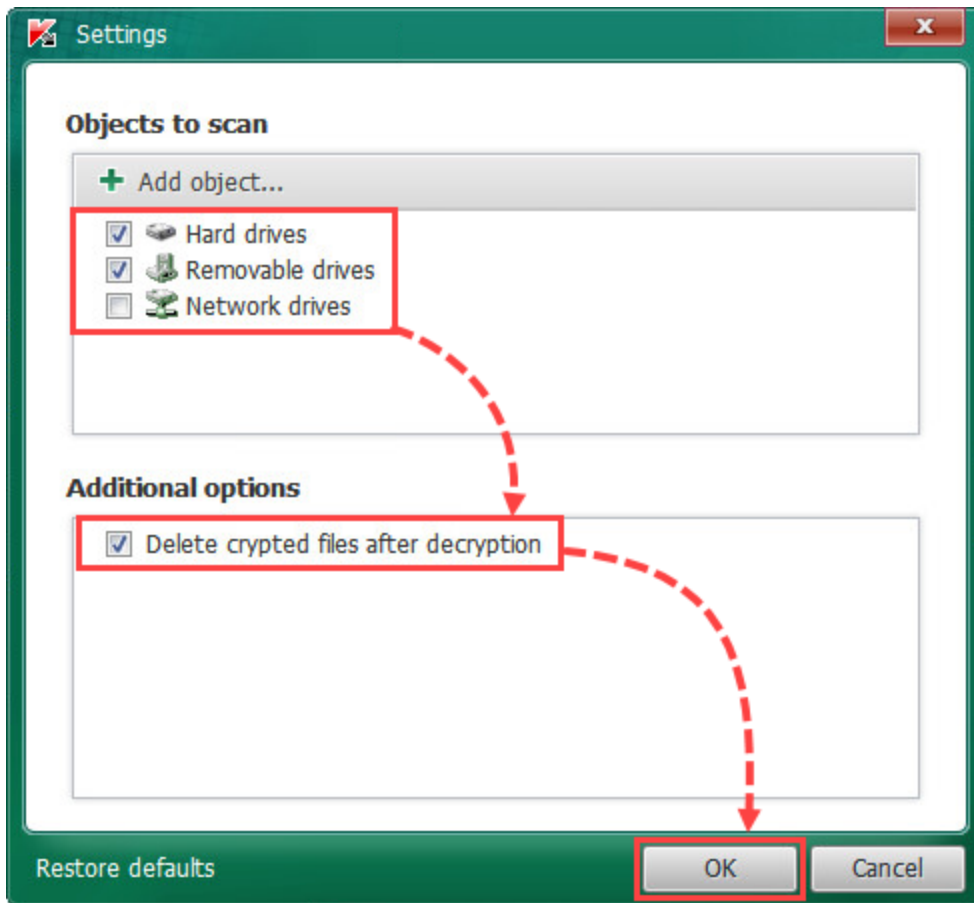 Settings
Objects to scan
Add object...
Hard drives
Removable drives
Network drives
Additional options
Delete crypted files after decryption
Restore defaults
OK
Cancel